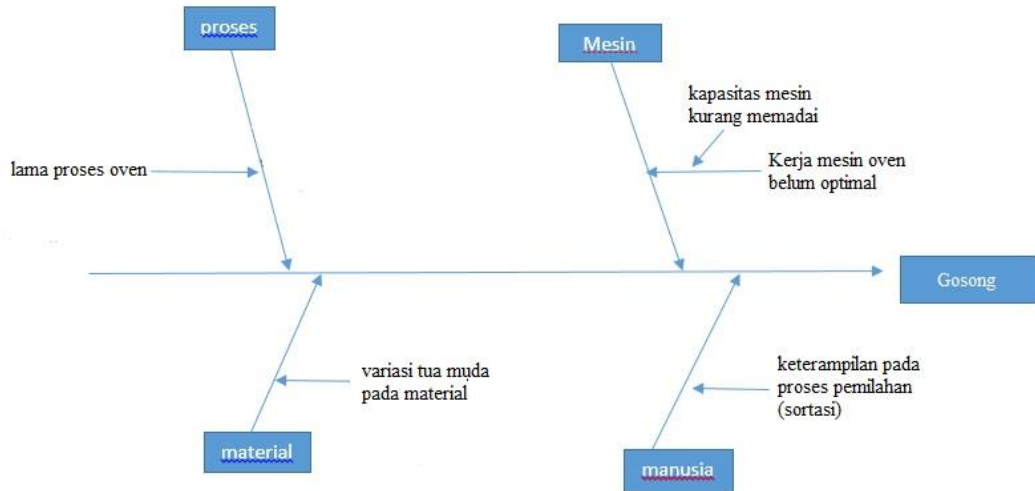 proses
Mesin
kapasitas mesin
kurang memadai
lama proses oven
Kerja mesin oven
belum optimal
Gosong
variasi tua muda
pada material
keterampilan pada
proses pemilahan
(sortasi)
material
manusia